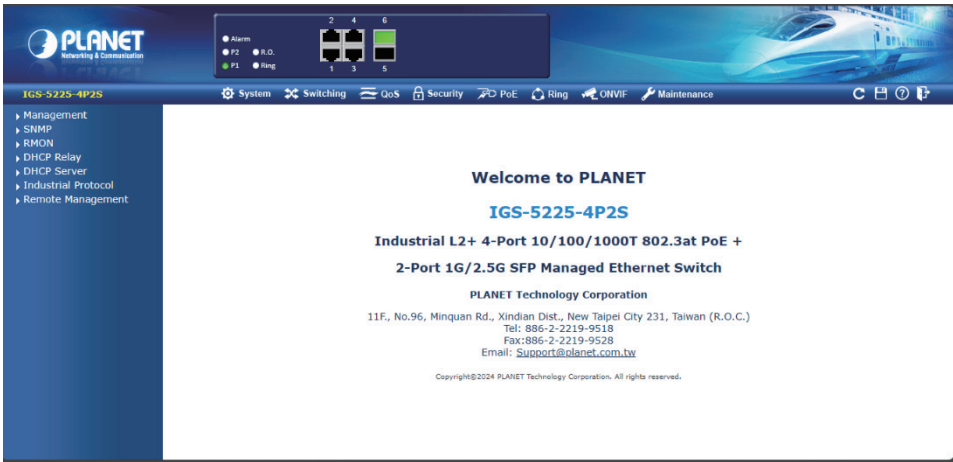 PLANET
Networking & Communication
2 4 6
Alarm
P2 R.O.
P1 Ring
1 3 5
IGS-5225-4P2S
System Switching QoS Security PoE Ring ONVIF Maintenance
Management
SNMP
RMON
DHCP Relay
DHCP Server
Industrial Protocol
Remote Management
Welcome to PLANET
IGS-5225-4P2S
Industrial L2+ 4-Port 10/100/1000T 802.3at PoE +
2-Port 1G/2.5G SFP Managed Ethernet Switch
PLANET Technology Corporation
11F., No.96, Minquan Rd., Xindian Dist., New Taipei City 231, Taiwan (R.O.C.)
Tel: 886-2-2219-9518
Fax:886-2-2219-9528
Email: Support@planet.com.tw
Copyright©2024 PLANET Technology Corporation. All rights reserved.